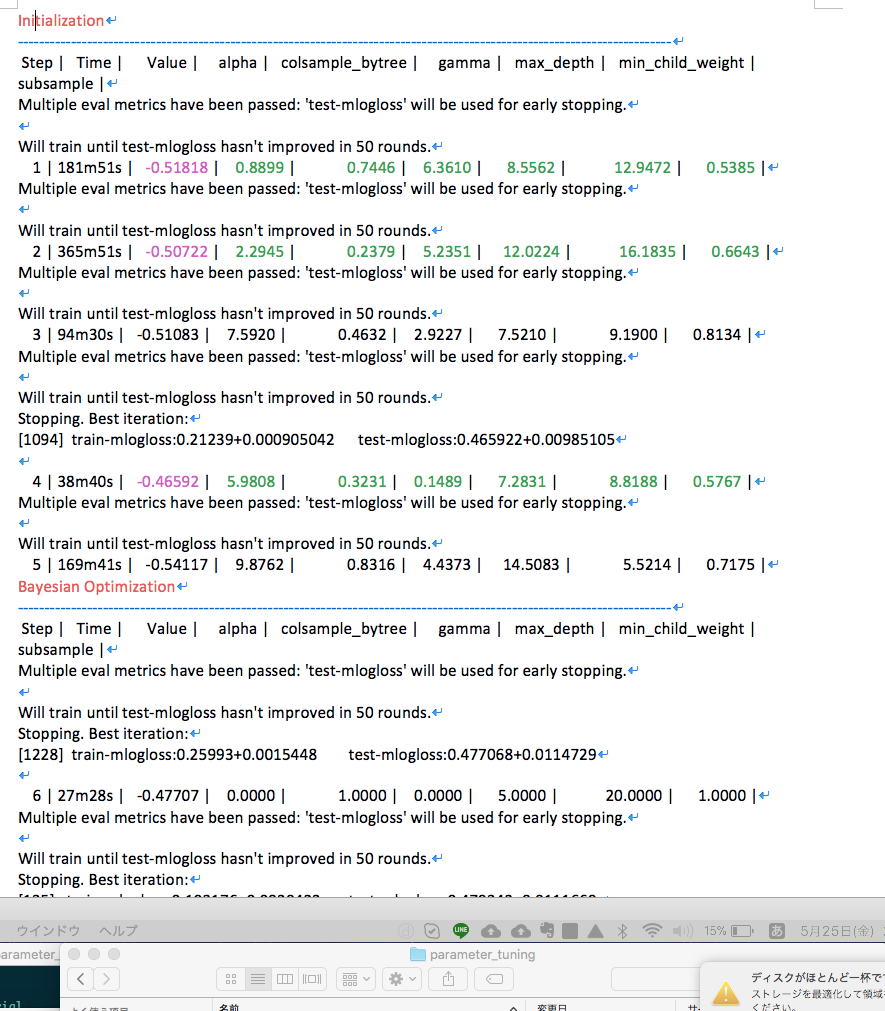 Initialization
-----------------------------------------------------------------------------------------------------------------
Step | Time | Value | alpha | colsample_bytree | gamma | max_depth | min_child_weight |
subsample |
Multiple eval metrics have been passed: 'test-mlogloss' will be used for early stopping.
Will train until test-mlogloss hasn't improved in 50 rounds.
1 | 181m51s | -0.51818 | 0.8899 | 0.7446 | 6.3610 | 8.5562 | 12.9472 | 0.5385 |
Multiple eval metrics have been passed: 'test-mlogloss' will be used for early stopping.
Will train until test-mlogloss hasn't improved in 50 rounds.
2 | 365m51s | -0.50722 | 2.2945 | 0.2379 | 5.2351 | 12.0224 | 16.1835 | 0.6643 |
Multiple eval metrics have been passed: 'test-mlogloss' will be used for early stopping.
Will train until test-mlogloss hasn't improved in 50 rounds.
3 | 94m30s | -0.51083 | 7.5920 | 0.4632 | 2.9227 | 7.5210 | 9.1900 | 0.8134 |
Multiple eval metrics have been passed: 'test-mlogloss' will be used for early stopping.
Will train until test-mlogloss hasn't improved in 50 rounds.
Stopping. Best iteration:
[1094] train-mlogloss:0.21239+0.000905042 test-mlogloss:0.465922+0.00985105
4 | 38m40s | -0.46592 | 5.9808 | 0.3231 | 0.1489 | 7.2831 | 8.8188 | 0.5767 |
Multiple eval metrics have been passed: 'test-mlogloss' will be used for early stopping.
Will train until test-mlogloss hasn't improved in 50 rounds.
5 | 169m41s | -0.54117 | 9.8762 | 0.8316 | 4.4373 | 14.5083 | 5.5214 | 0.7175 |
Bayesian Optimization
-----------------------------------------------------------------------------------------------------------------
Step | Time | Value | alpha | colsample_bytree | gamma | max_depth | min_child_weight |
subsample |
Multiple eval metrics have been passed: 'test-mlogloss' will be used for early stopping.
Will train until test-mlogloss hasn't improved in 50 rounds.
Stopping. Best iteration:
[1228] train-mlogloss:0.25993+0.0015448 test-mlogloss:0.477068+0.0114729
6 | 27m28s | -0.47707 | 0.0000 | 1.0000 | 0.0000 | 5.0000 | 20.0000 | 1.0000 |
Multiple eval metrics have been passed: 'test-mlogloss' will be used for early stopping.
Will train until test-mlogloss hasn't improved in 50 rounds.
Stopping. Best iteration:
ウインドウ ヘルプ LINE 15% あ 5月25日(金)
parameter_tuning
ディスクがほとんど一杯で
ストレージを最適化して領域
ください。
名前 変更日